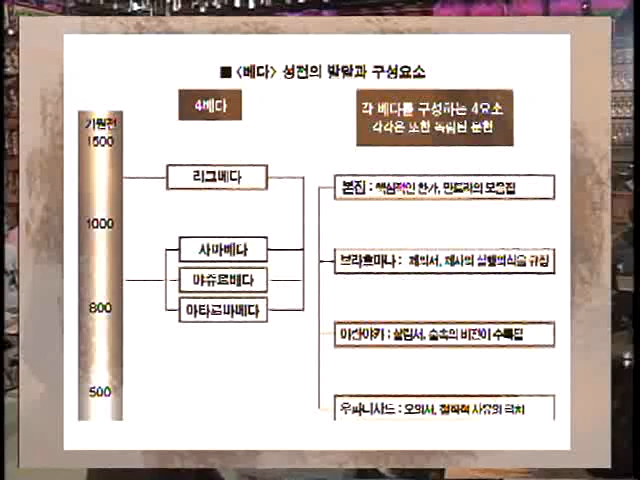 ■ <베다> 성전의 발달과 구성요소
4베다
각 베다를 구성하는 4요소
각각은 또한 독립된 문헌
기원전
1500
리그베다
본집 : 핵심적인 찬가, 만트라의 모음집
1000
사마베다
브라흐마나 : 제의서, 제사의 실행의식을 규정
야쥬르베다
800
아타르바베다
아란야카 : 삼림서, 숲속의 비전이 수록됨
500
우파니샤드 : 오의서, 철학적 사유의 극치